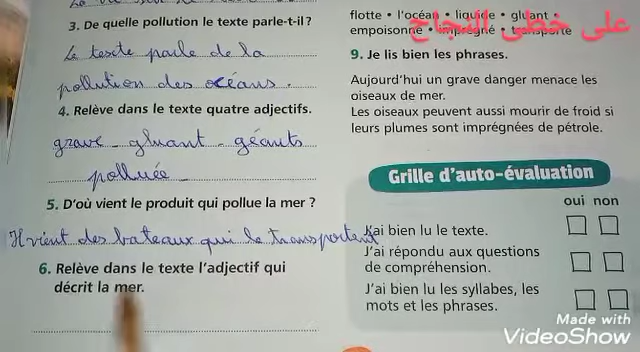 3. De quelle pollution le texte parle-t-il ?
Le texte parle de la
pollution des océans.
4. Relève dans le texte quatre adjectifs.
grave - gluant - géants
polluée -
5. D'où vient le produit qui pollue la mer ?
Il vient des bateaux qui le transportent
6. Relève dans le texte l'adjectif qui
décrit la mer.
على خطى النجاح
flotte • l'océan • liquide • gluant •
empoisonne • imprégné • transporte
9. Je lis bien les phrases.
Aujourd'hui un grave danger menace les
oiseaux de mer.
Les oiseaux peuvent aussi mourir de froid si
leurs plumes sont imprégnées de pétrole.
Grille d'auto-évaluation
oui non
J'ai bien lu le texte.
J'ai répondu aux questions
de compréhension.
J'ai bien lu les syllabes, les
mots et les phrases.
Made with
VideoShow